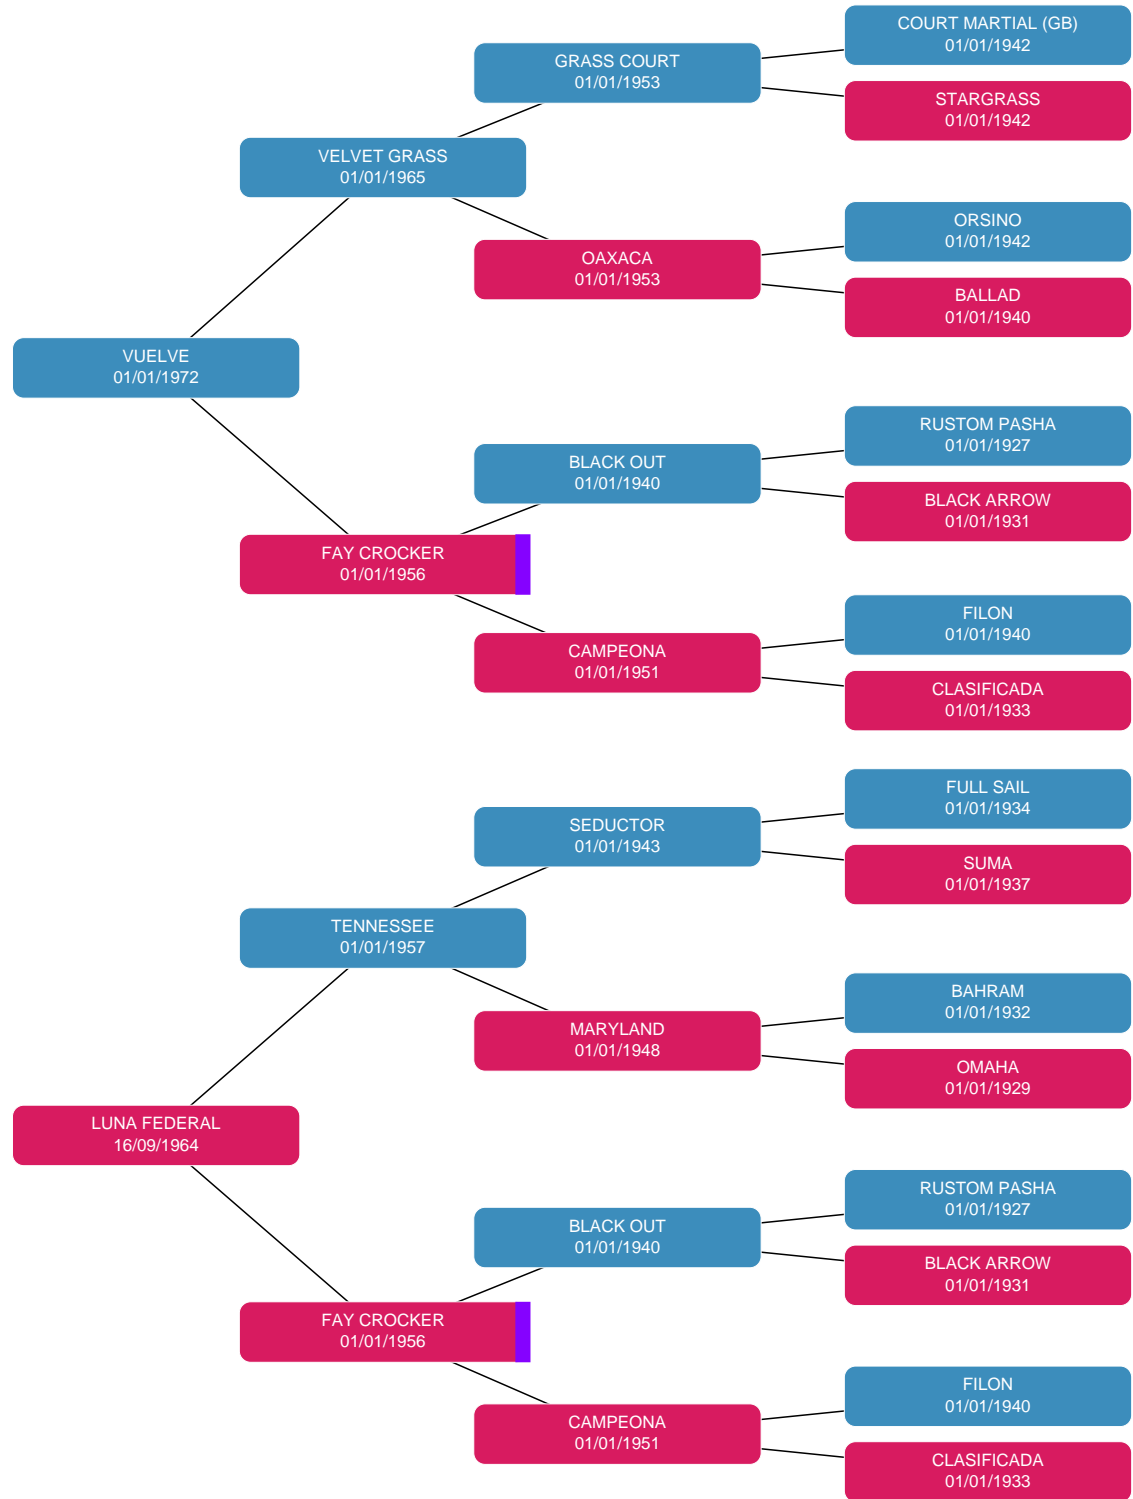 COURT MARTIAL (GB)
01/01/1942
GRASS COURT
01/01/1953
STARGRASS
01/01/1942
VELVET GRASS
01/01/1965
ORSINO
01/01/1942
OAXACA
01/01/1953
BALLAD
01/01/1940
VUELVE
01/01/1972
RUSTOM PASHA
01/01/1927
BLACK OUT
01/01/1940
BLACK ARROW
01/01/1931
FAY CROCKER
01/01/1956
FILON
01/01/1940
CAMPEONA
01/01/1951
CLASIFICADA
01/01/1933
FULL SAIL
01/01/1934
SEDUCTOR
01/01/1943
SUMA
01/01/1937
TENNESSEE
01/01/1957
BAHRAM
01/01/1932
MARYLAND
01/01/1948
OMAHA
01/01/1929
LUNA FEDERAL
16/09/1964
RUSTOM PASHA
01/01/1927
BLACK OUT
01/01/1940
BLACK ARROW
01/01/1931
FAY CROCKER
01/01/1956
FILON
01/01/1940
CAMPEONA
01/01/1951
CLASIFICADA
01/01/1933